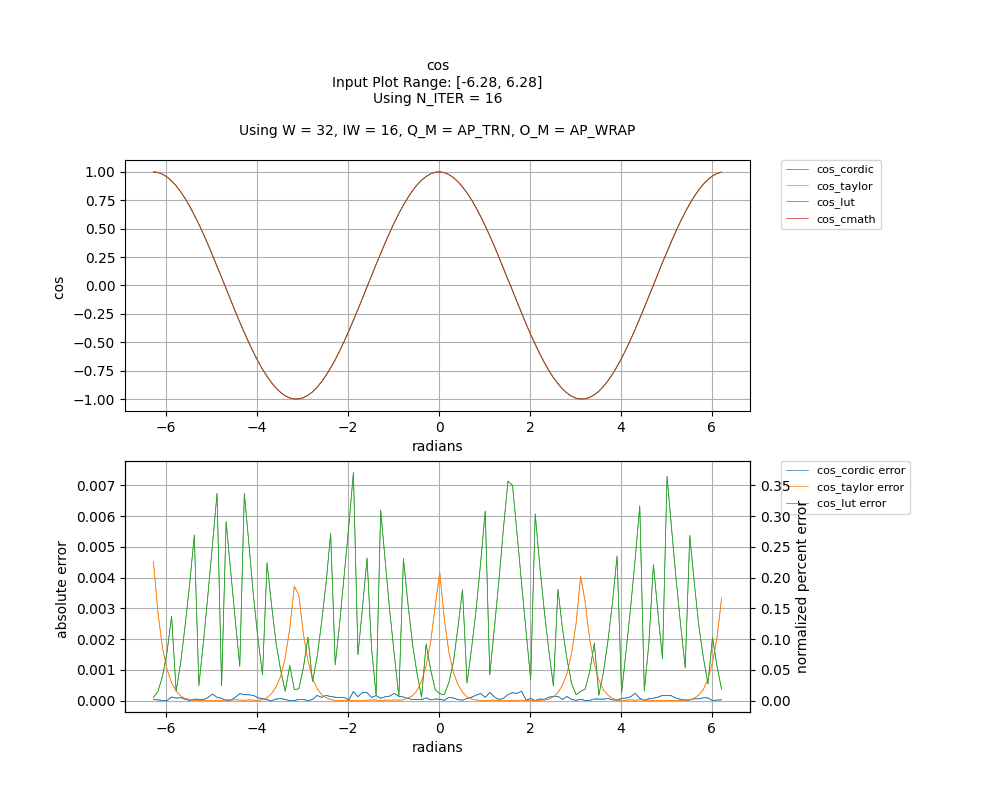 cos
Input Plot Range: [-6.28, 6.28]
Using N_ITER = 16
Using W = 32, IW = 16, Q_M = AP_TRN, O_M = AP_WRAP
cos_cordic
cos_taylor
cos_lut
cos_cmath
1.00
0.75
0.50
0.25
0.00
−0.25
−0.50
−0.75
−1.00
cos
−6
−4
−2
0
2
4
6
radians
cos_cordic error
cos_taylor error
cos_lut error
0.007
0.006
0.005
0.004
0.003
0.002
0.001
0.000
absolute error
0.35
0.30
0.25
0.20
0.15
0.10
0.05
0.00
normalized percent error
−6
−4
−2
0
2
4
6
radians